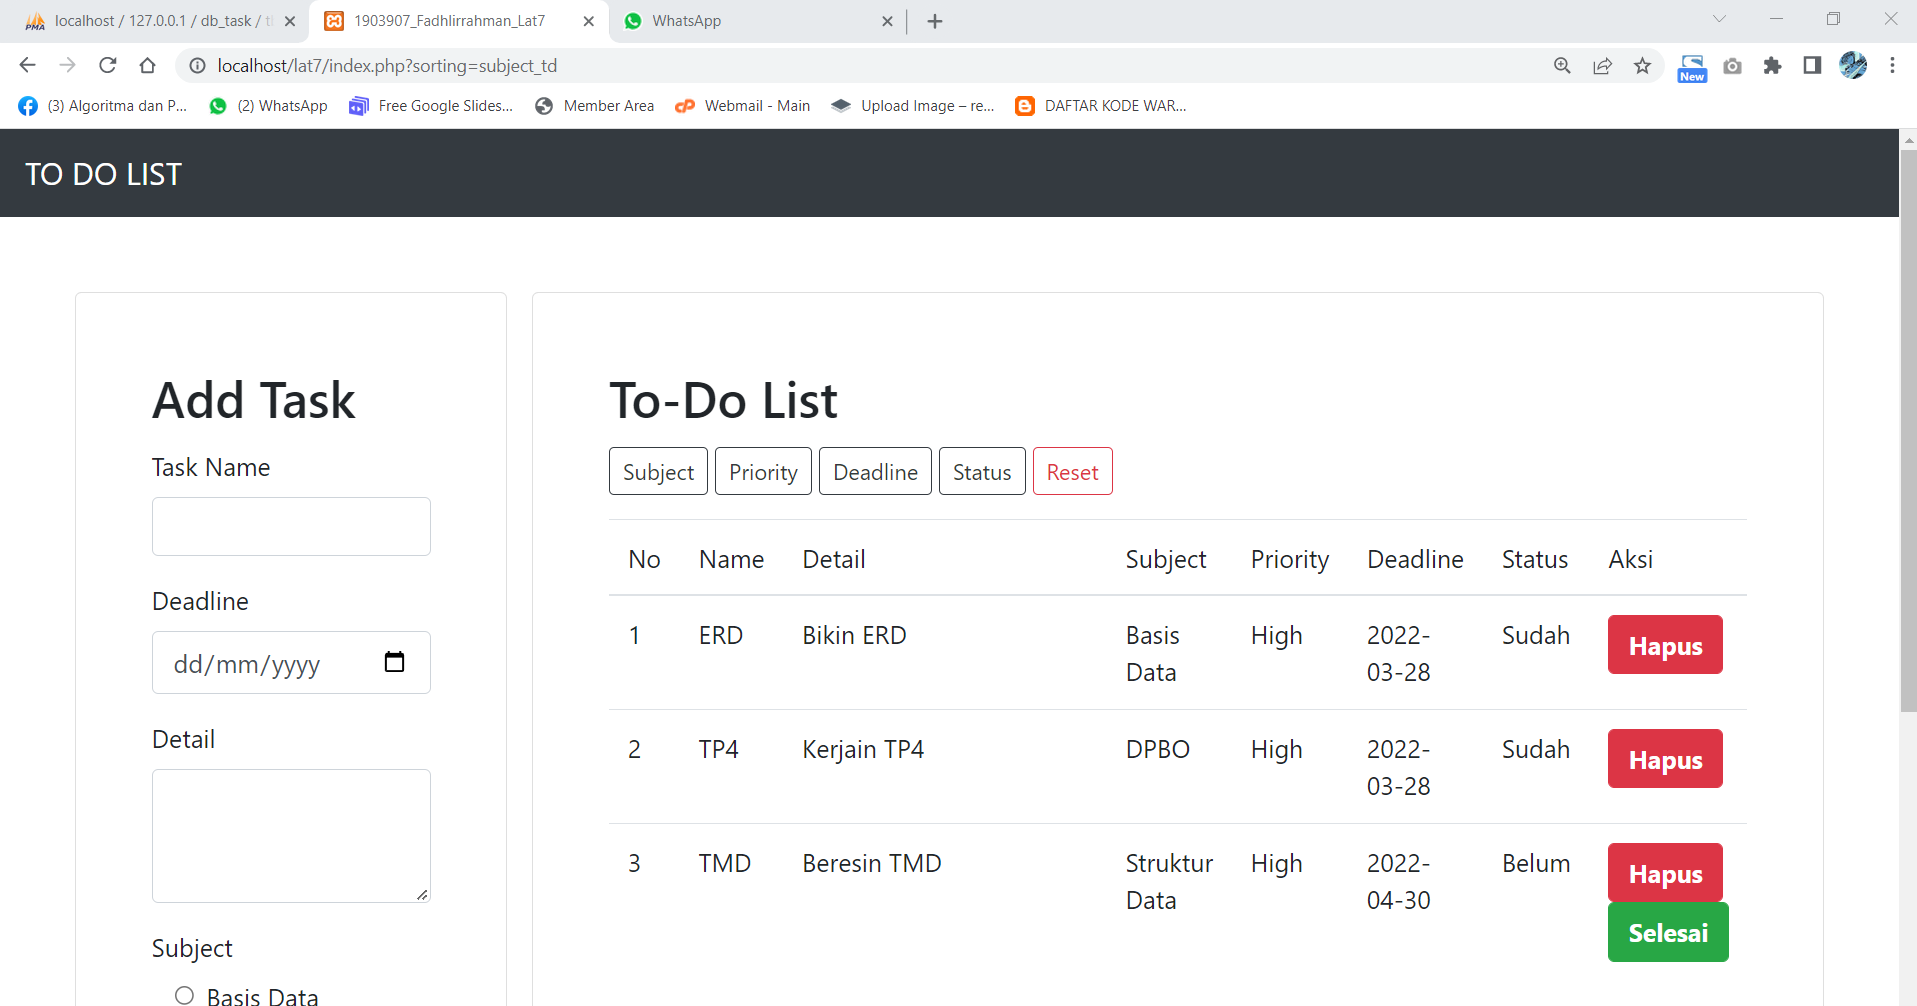 PMA localhost / 127.0.0.1 / db_task / t
1903907_Fadhlirrahman_Lat7
WhatsApp
localhost/lat7/index.php?sorting=subject_td
New
(3) Algoritma dan P...
(2) WhatsApp
Free Google Slides...
Member Area
Webmail - Main
Upload Image – re...
DAFTAR KODE WAR...
TO DO LIST
Add Task
Task Name
Deadline
dd/mm/yyyy
Detail
Subject
Basis Data
To-Do List
Subject Priority Deadline Status Reset
No Name Detail Subject Priority Deadline Status Aksi
1 ERD Bikin ERD Basis Data High 2022-03-28 Sudah Hapus
2 TP4 Kerjain TP4 DPBO High 2022-03-28 Sudah Hapus
3 TMD Beresin TMD Struktur Data High 2022-04-30 Belum Hapus
Selesai